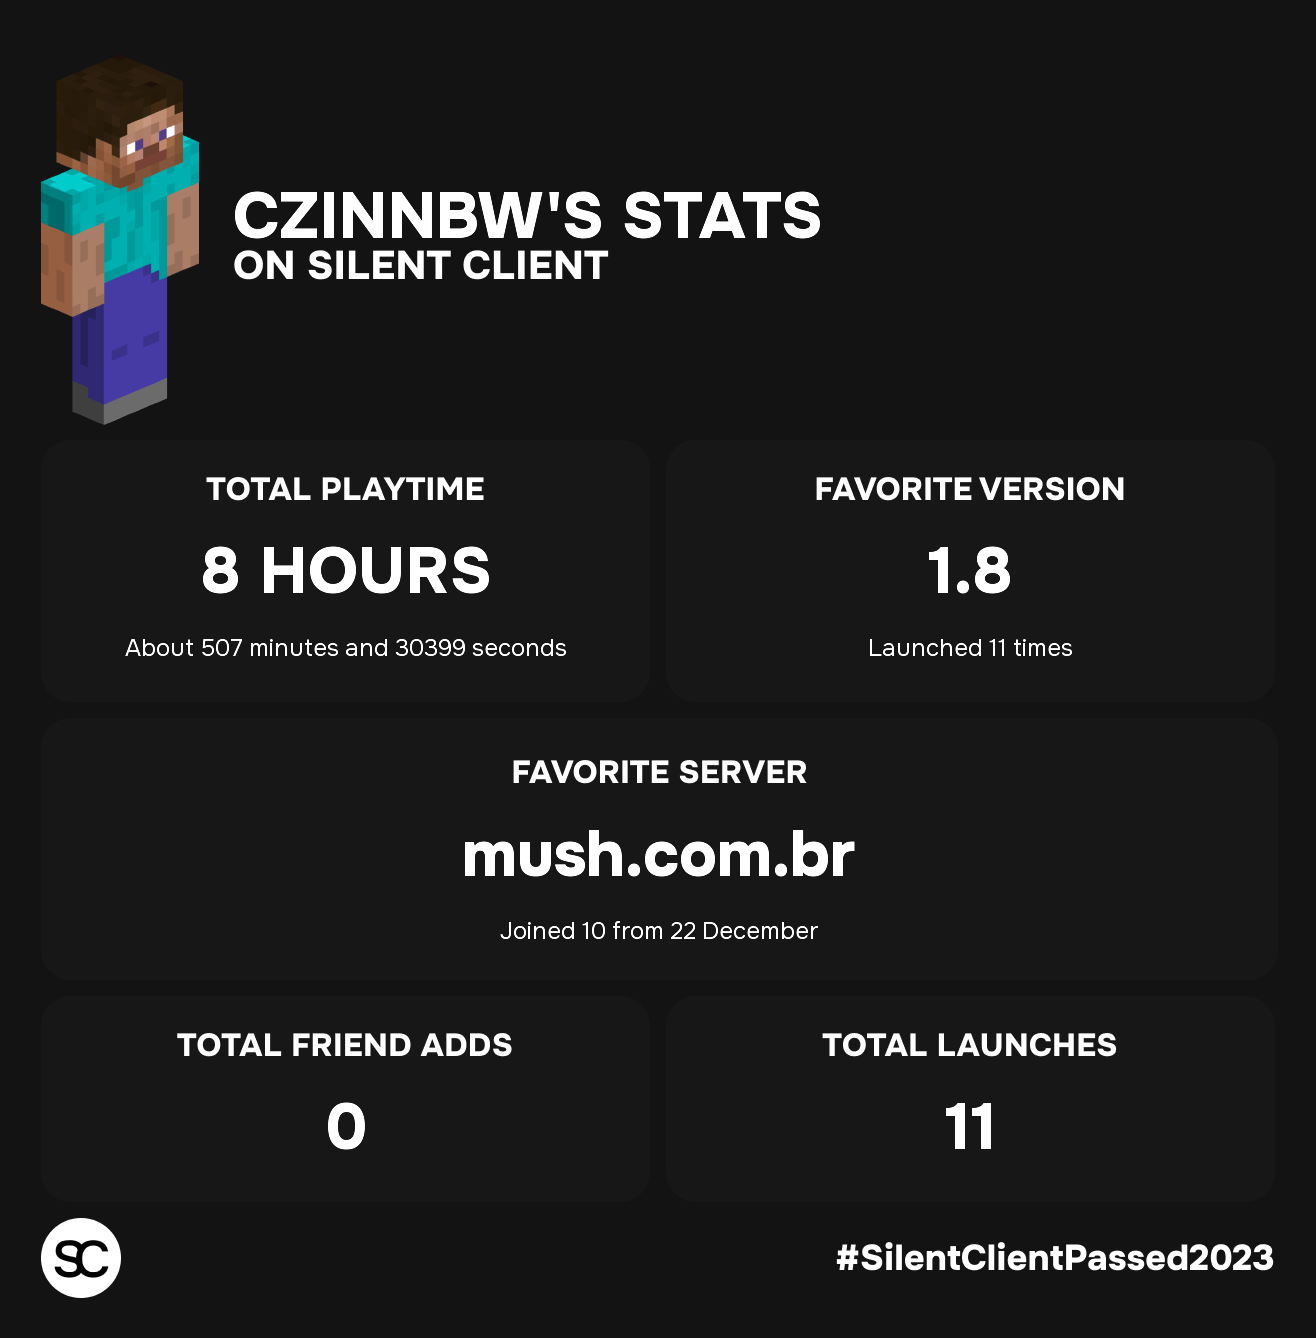 CZINNBW'S STATS
ON SILENT CLIENT
TOTAL PLAYTIME
8 HOURS
About 507 minutes and 30399 seconds
FAVORITE VERSION
1.8
Launched 11 times
FAVORITE SERVER
mush.com.br
Joined 10 from 22 December
TOTAL FRIEND ADDS
0
TOTAL LAUNCHES
11
SC
#SilentClientPassed2023